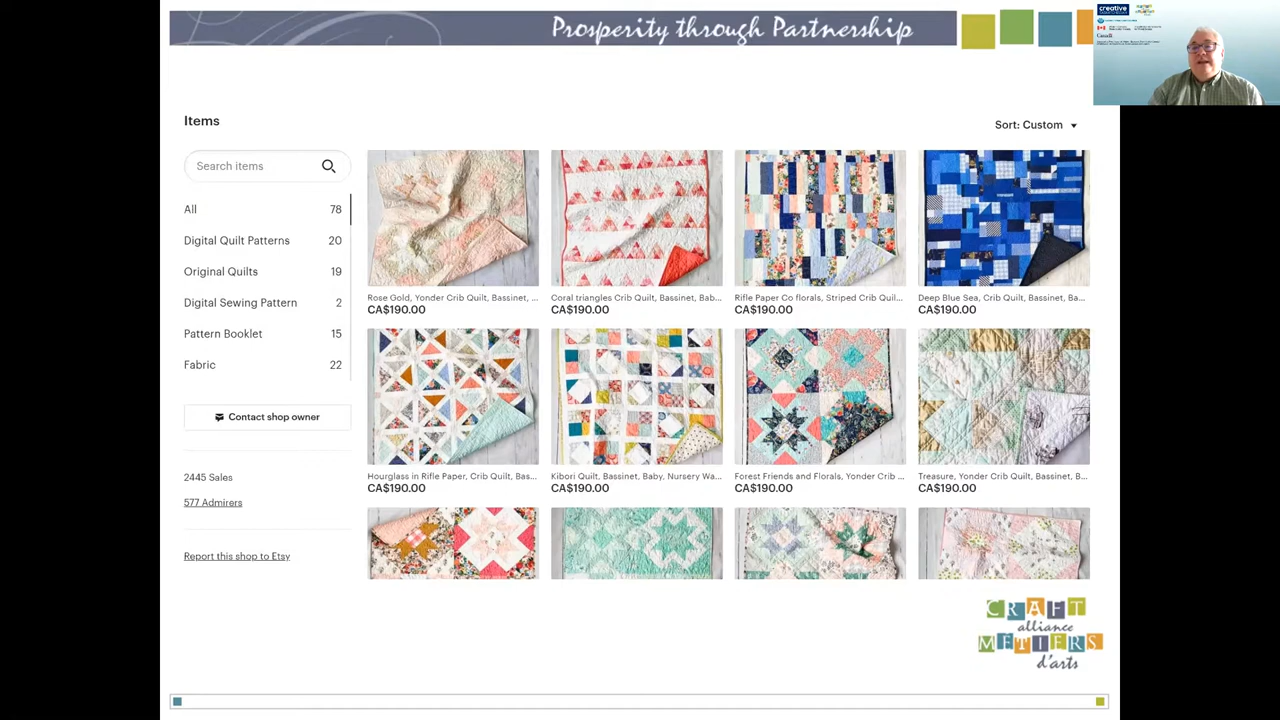 Prosperity through Partnership
creative
Canada
Items
Sort: Custom
Search items
All 78
Digital Quilt Patterns 20
Original Quilts 19
Digital Sewing Pattern 2
Pattern Booklet 15
Fabric 22
Contact shop owner
2445 Sales
577 Admirers
Report this shop to Etsy
Rose Gold, Yonder Crib Quilt, Bassinet, ...
CA$190.00
Coral triangles Crib Quilt, Bassinet, Bab...
CA$190.00
Rifle Paper Co florals, Striped Crib Quil...
CA$190.00
Deep Blue Sea, Crib Quilt, Bassinet, Ba...
CA$190.00
Hourglass in Rifle Paper, Crib Quilt, Bas...
CA$190.00
Kibori Quilt, Bassinet, Baby, Nursery Wa...
CA$190.00
Forest Friends and Florals, Yonder Crib ...
CA$190.00
Treasure, Yonder Crib Quilt, Bassinet, B...
CA$190.00
CRAFT
alliance
METIERS
d'arts